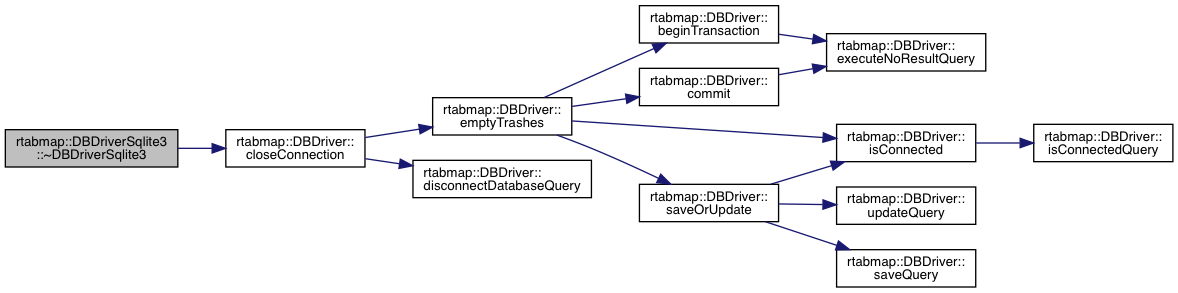 rtabmap::DBDriverSqlite3
::~DBDriverSqlite3
rtabmap::DBDriver::
closeConnection
rtabmap::DBDriver::
emptyTrashes
rtabmap::DBDriver::
disconnectDatabaseQuery
rtabmap::DBDriver::
beginTransaction
rtabmap::DBDriver::
commit
rtabmap::DBDriver::
saveOrUpdate
rtabmap::DBDriver::
executeNoResultQuery
rtabmap::DBDriver::
isConnected
rtabmap::DBDriver::
updateQuery
rtabmap::DBDriver::
saveQuery
rtabmap::DBDriver::
isConnectedQuery